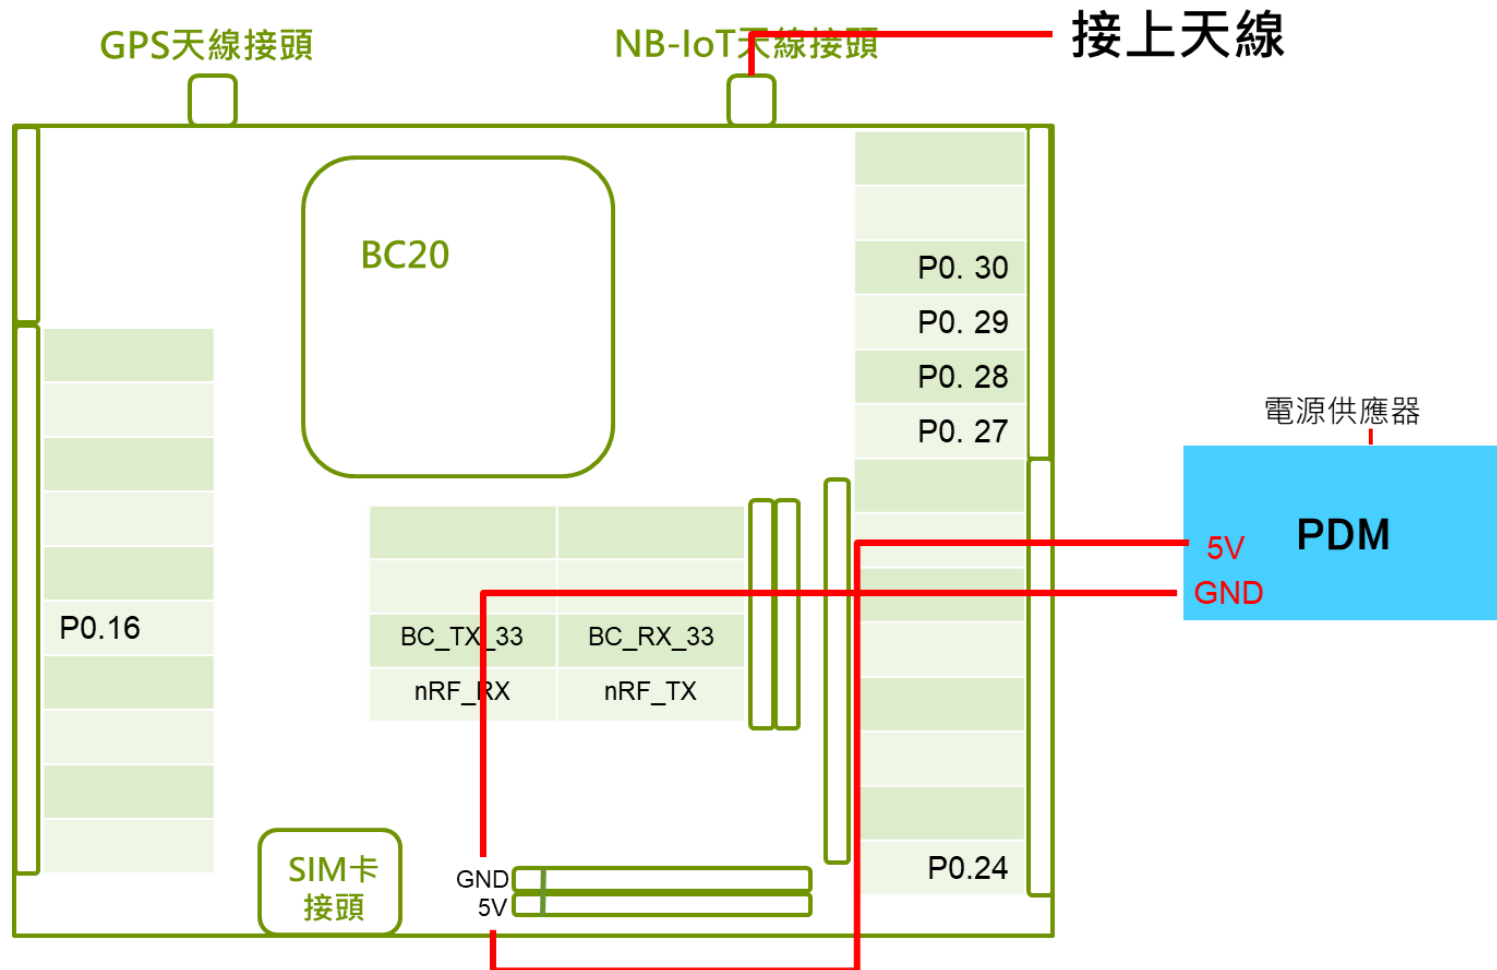 接上天線
GPS天線接頭
NB-IoT天線接頭
BC20
P0. 30
P0. 29
P0. 28
P0. 27
電源供應器
PDM
5V
GND
P0.16
BC_TX_33 BC_RX_33
nRF_RX nRF_TX
P0.24
SIM卡
接頭
GND
5V